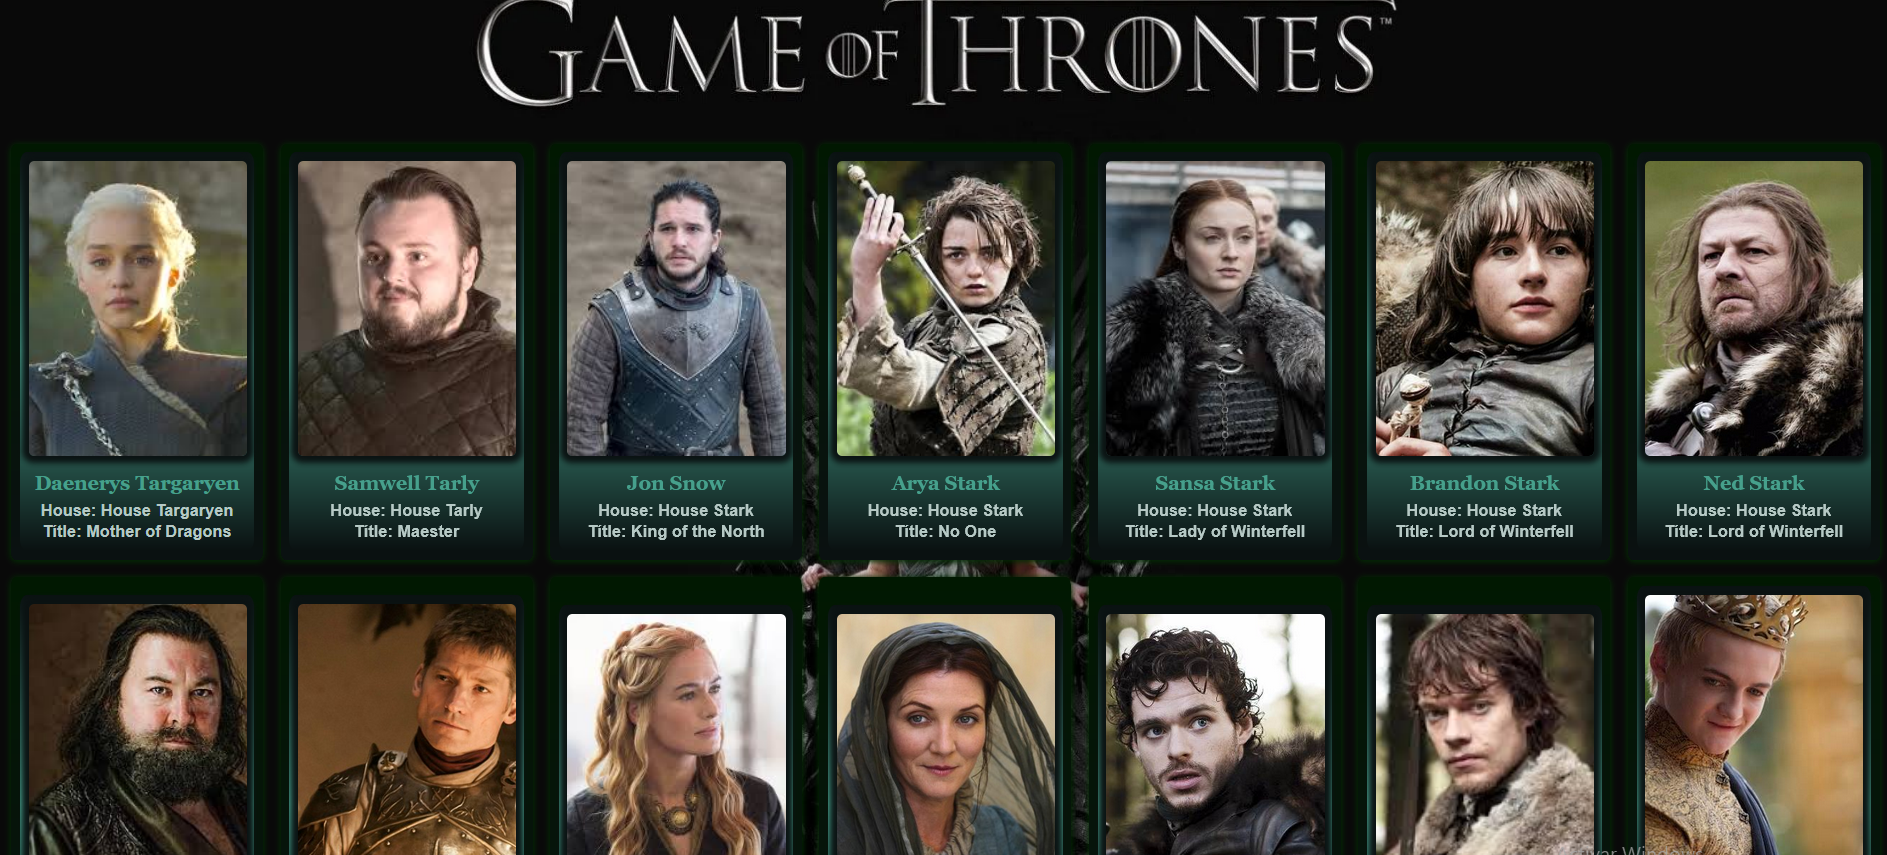 GAME OF THRONES™
Daenerys Targaryen
House: House Targaryen
Title: Mother of Dragons
Samwell Tarly
House: House Tarly
Title: Maester
Jon Snow
House: House Stark
Title: King of the North
Arya Stark
House: House Stark
Title: No One
Sansa Stark
House: House Stark
Title: Lady of Winterfell
Brandon Stark
House: House Stark
Title: Lord of Winterfell
Ned Stark
House: House Stark
Title: Lord of Winterfell